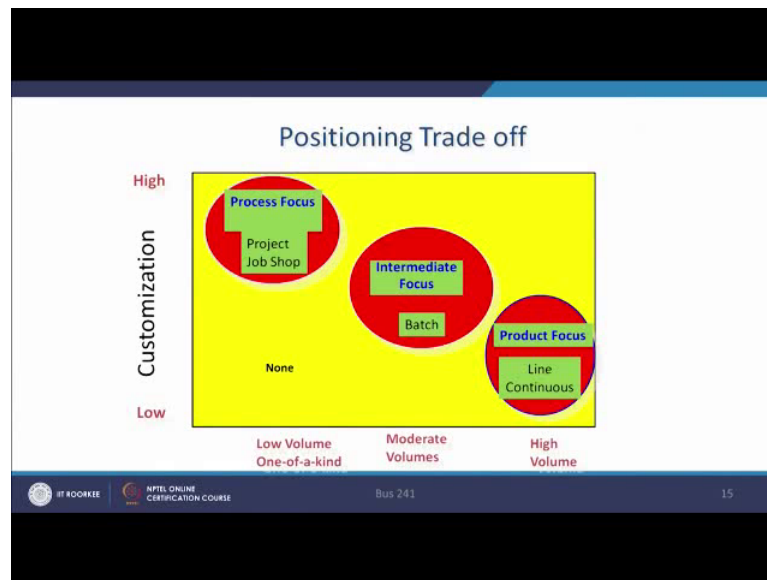 Positioning Trade off
High
Customization
Low
Process Focus
Project
Job Shop
Intermediate
Focus
Batch
Product Focus
Line
Continuous
None
Low Volume
One-of-a-kind
Moderate
Volumes
High
Volume
IIT ROORKEE
NPTEL ONLINE
CERTIFICATION COURSE
Bus 241
15